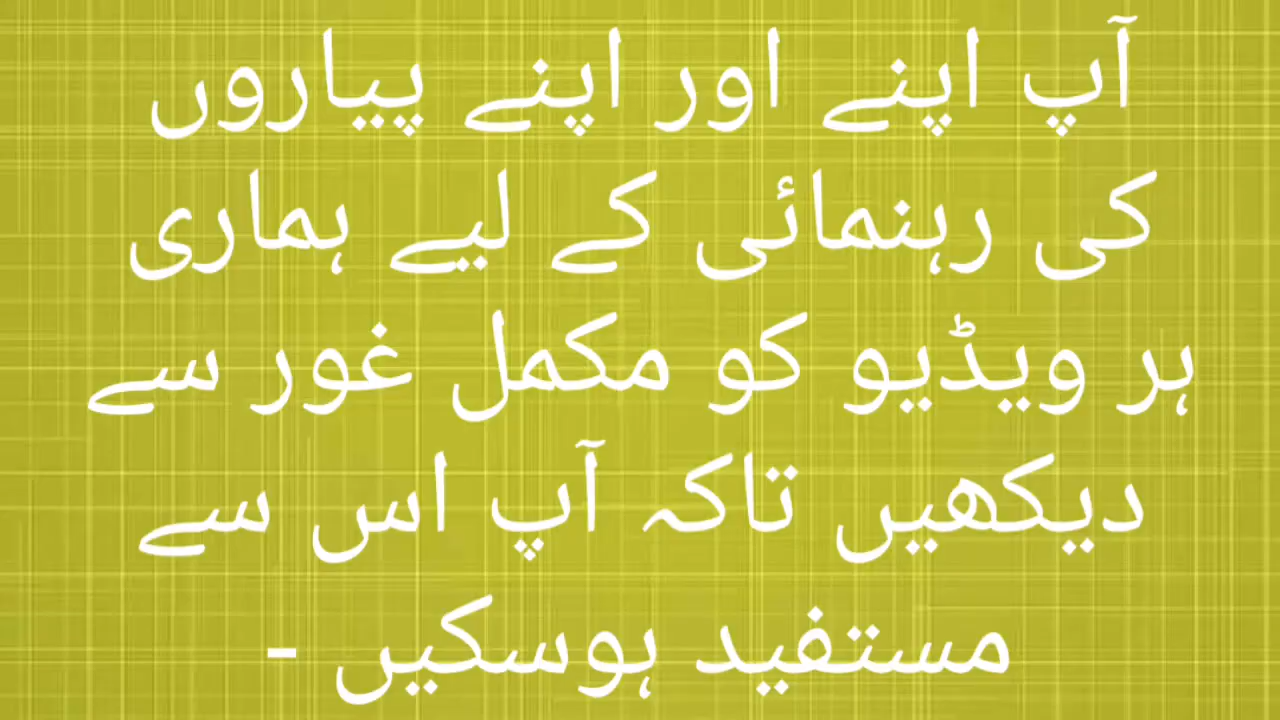 آپ اپنے اور اپنے پیاروں
کی رہنمائی کے لیے ہماری
ہر ویڈیو کو مکمل غور سے
دیکھیں تاکہ آپ اس سے
مستفید ہوسکیں -